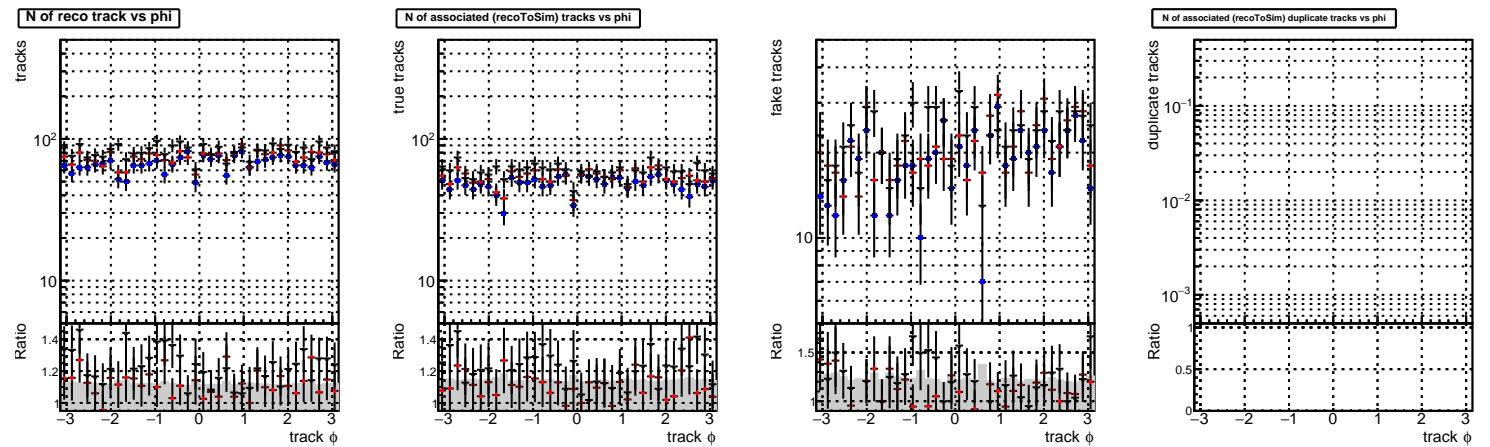 N of reco track vs phi
tracks
10²
10
Ratio
1.4
1.2
1
−3 −2 −1 0 1 2 3
track ϕ
N of associated (recoToSim) tracks vs phi
true tracks
10²
10
Ratio
1.4
1.2
1
−3 −2 −1 0 1 2 3
track ϕ
fake tracks
10
Ratio
1.5
1
−3 −2 −1 0 1 2 3
track ϕ
N of associated (recoToSim) duplicate tracks vs phi
duplicate tracks
10⁻¹
10⁻²
10⁻³
Ratio
1
0.5
0
−3 −2 −1 0 1 2 3
track ϕ